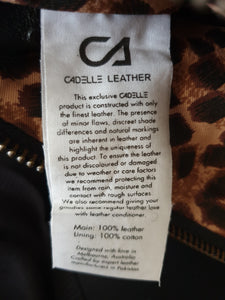 CADELLE LEATHER
This exclusive CADELLE
product is constructed with only
the finest leather. The presence
of minor flaws, discreet shade
differences and natural markings
are inherent in leather and
highlight the uniqueness of
this product. To ensure the leather
is not discoloured or damaged
due to weather or care factors
we recommend protecting this
item from rain, moisture and
contact with rough surfaces.
We also recommend giving your
goodies some regular leather love
with leather conditioner.
Main: 100% leather
Lining: 100% cotton
Designed with love in
Melbourne, Australia
Crafted by expert leather
manufacturers in Pakistan